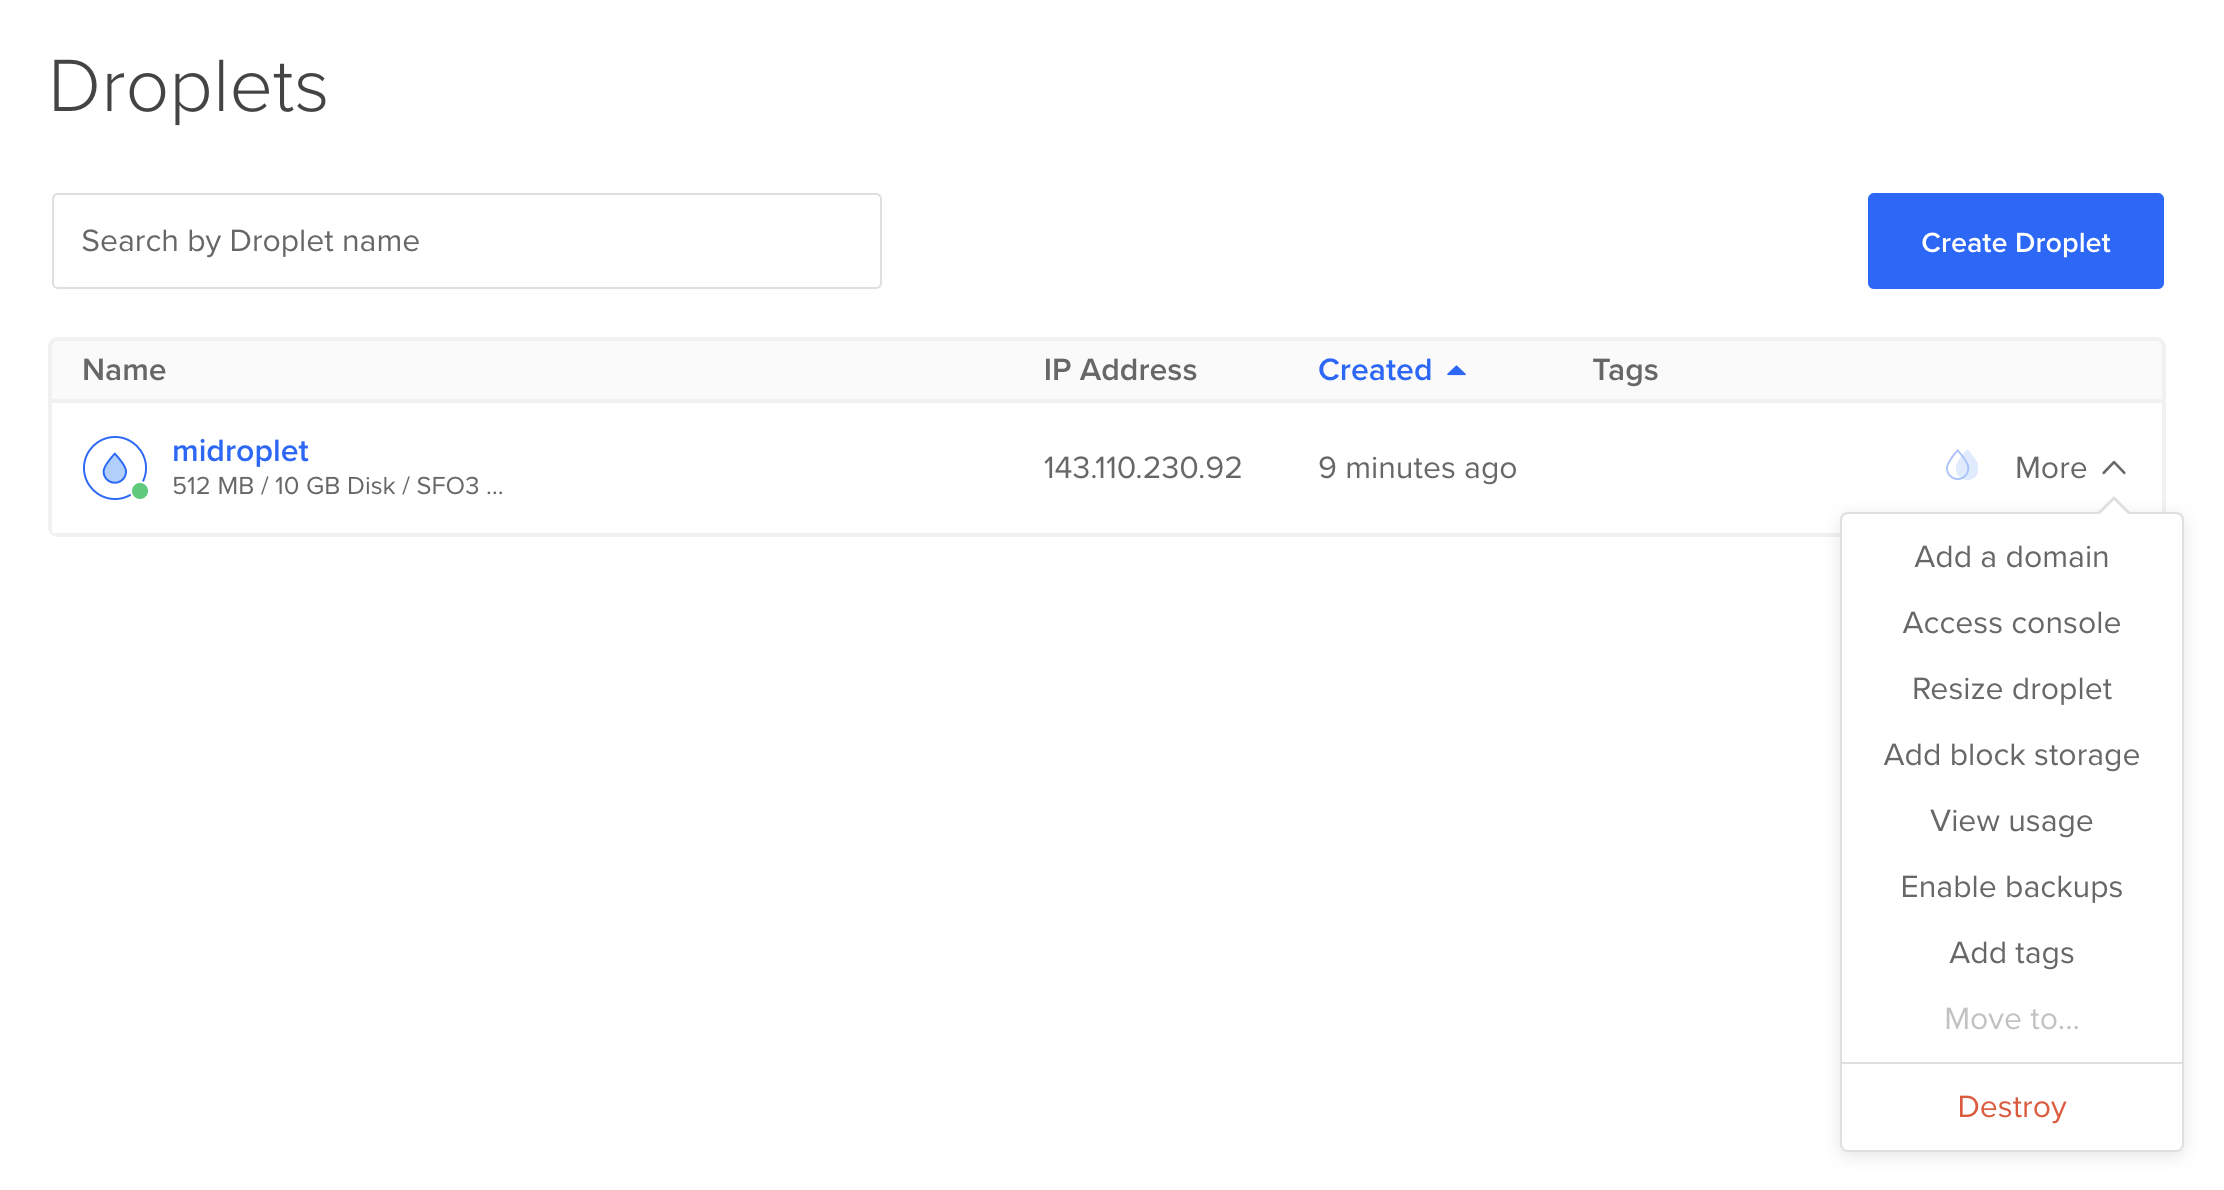 Droplets
Search by Droplet name
Create Droplet
Name IP Address Created Tags
midroplet
512 MB / 10 GB Disk / SFO3 ...
143.110.230.92 9 minutes ago More
Add a domain
Access console
Resize droplet
Add block storage
View usage
Enable backups
Add tags
Move to...
Destroy